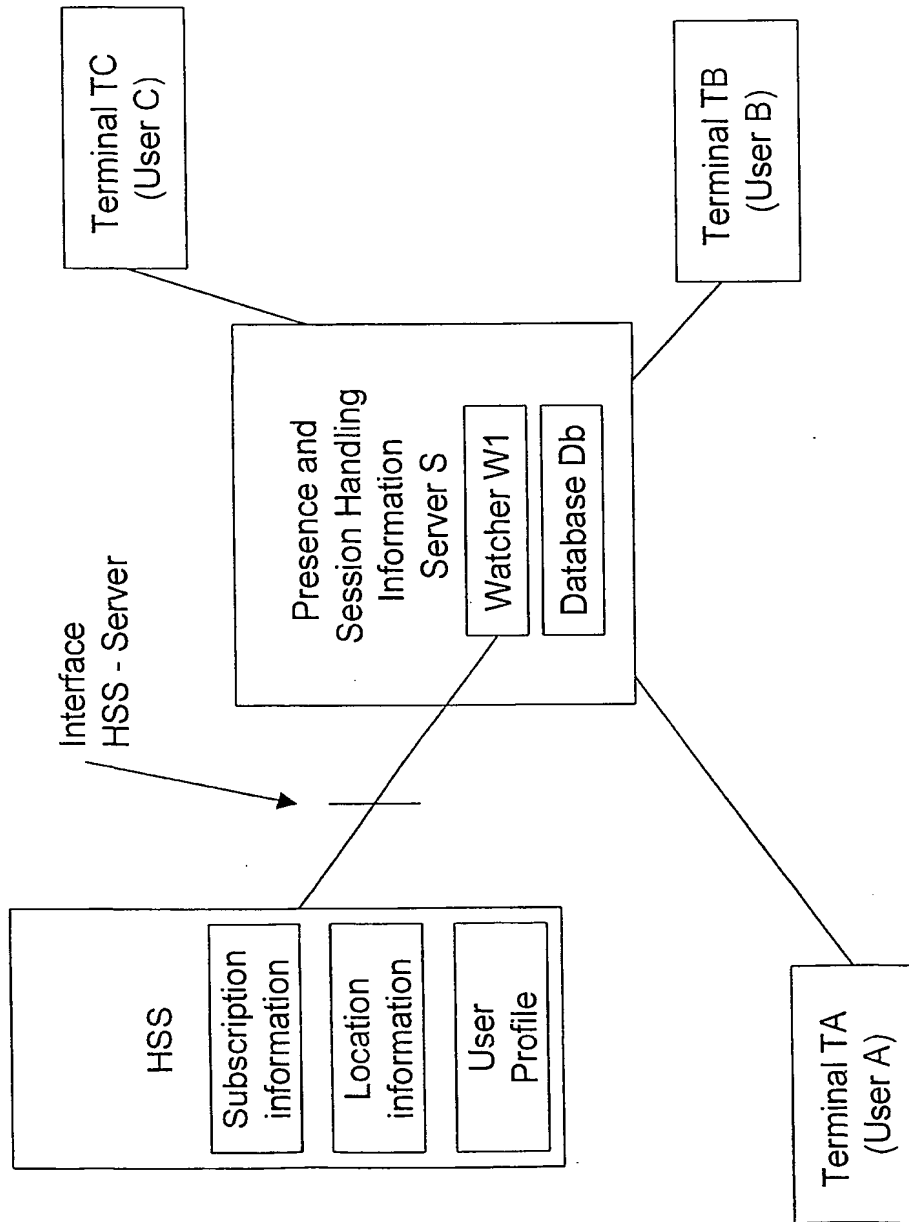 HSS
Subscription
information
Location
information
User
Profile
Interface
HSS - Server
Presence and
Session Handling
Information
Server S
Watcher W1
Database Db
Terminal TC
(User C)
Terminal TA
(User A)
Terminal TB
(User B)